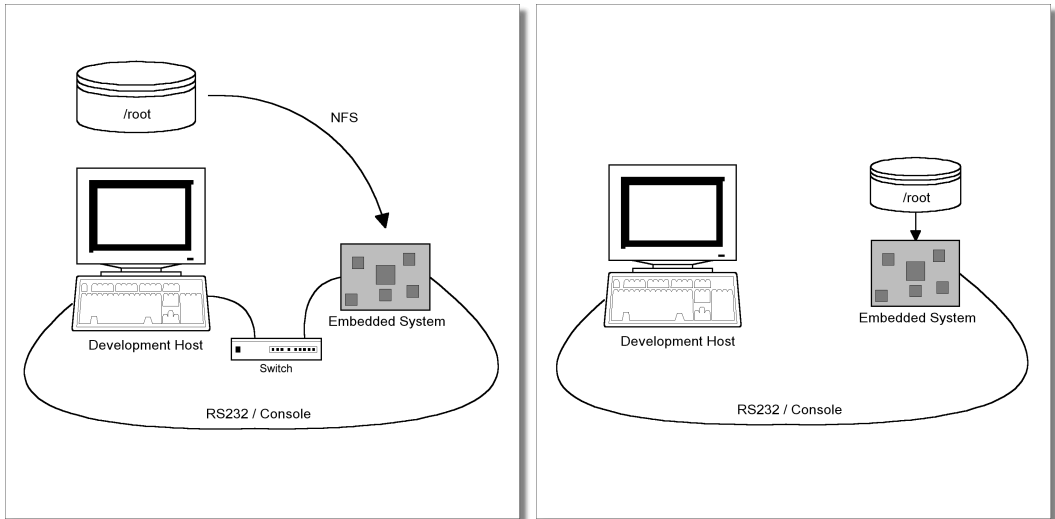 /root
NFS
Embedded System
Development Host
Switch
RS232 / Console
/root
Embedded System
Development Host
RS232 / Console